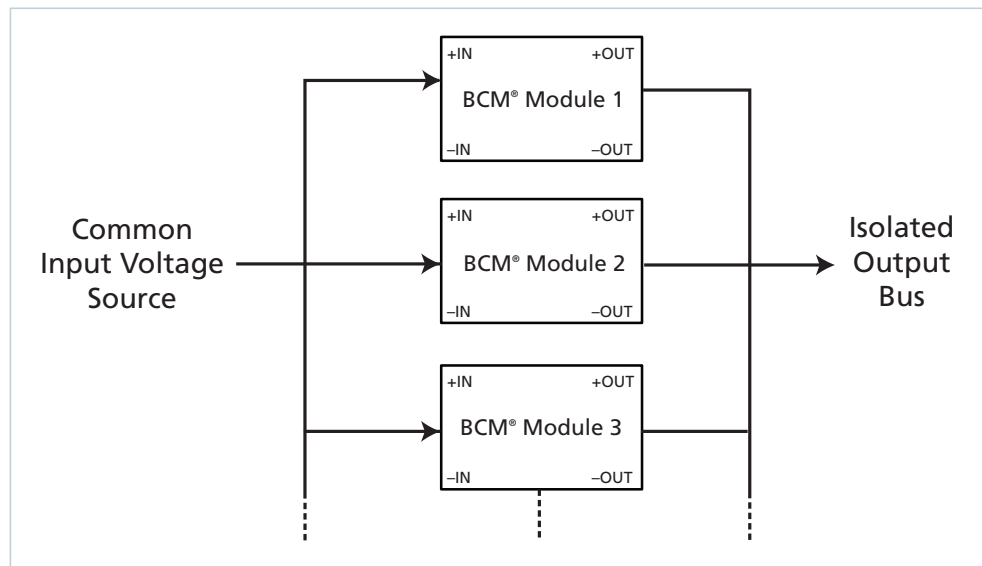 +IN +OUT
BCM® Module 1
–IN –OUT
Common
Input Voltage
Source
+IN +OUT
BCM® Module 2
–IN –OUT
Isolated
Output
Bus
+IN +OUT
BCM® Module 3
–IN –OUT